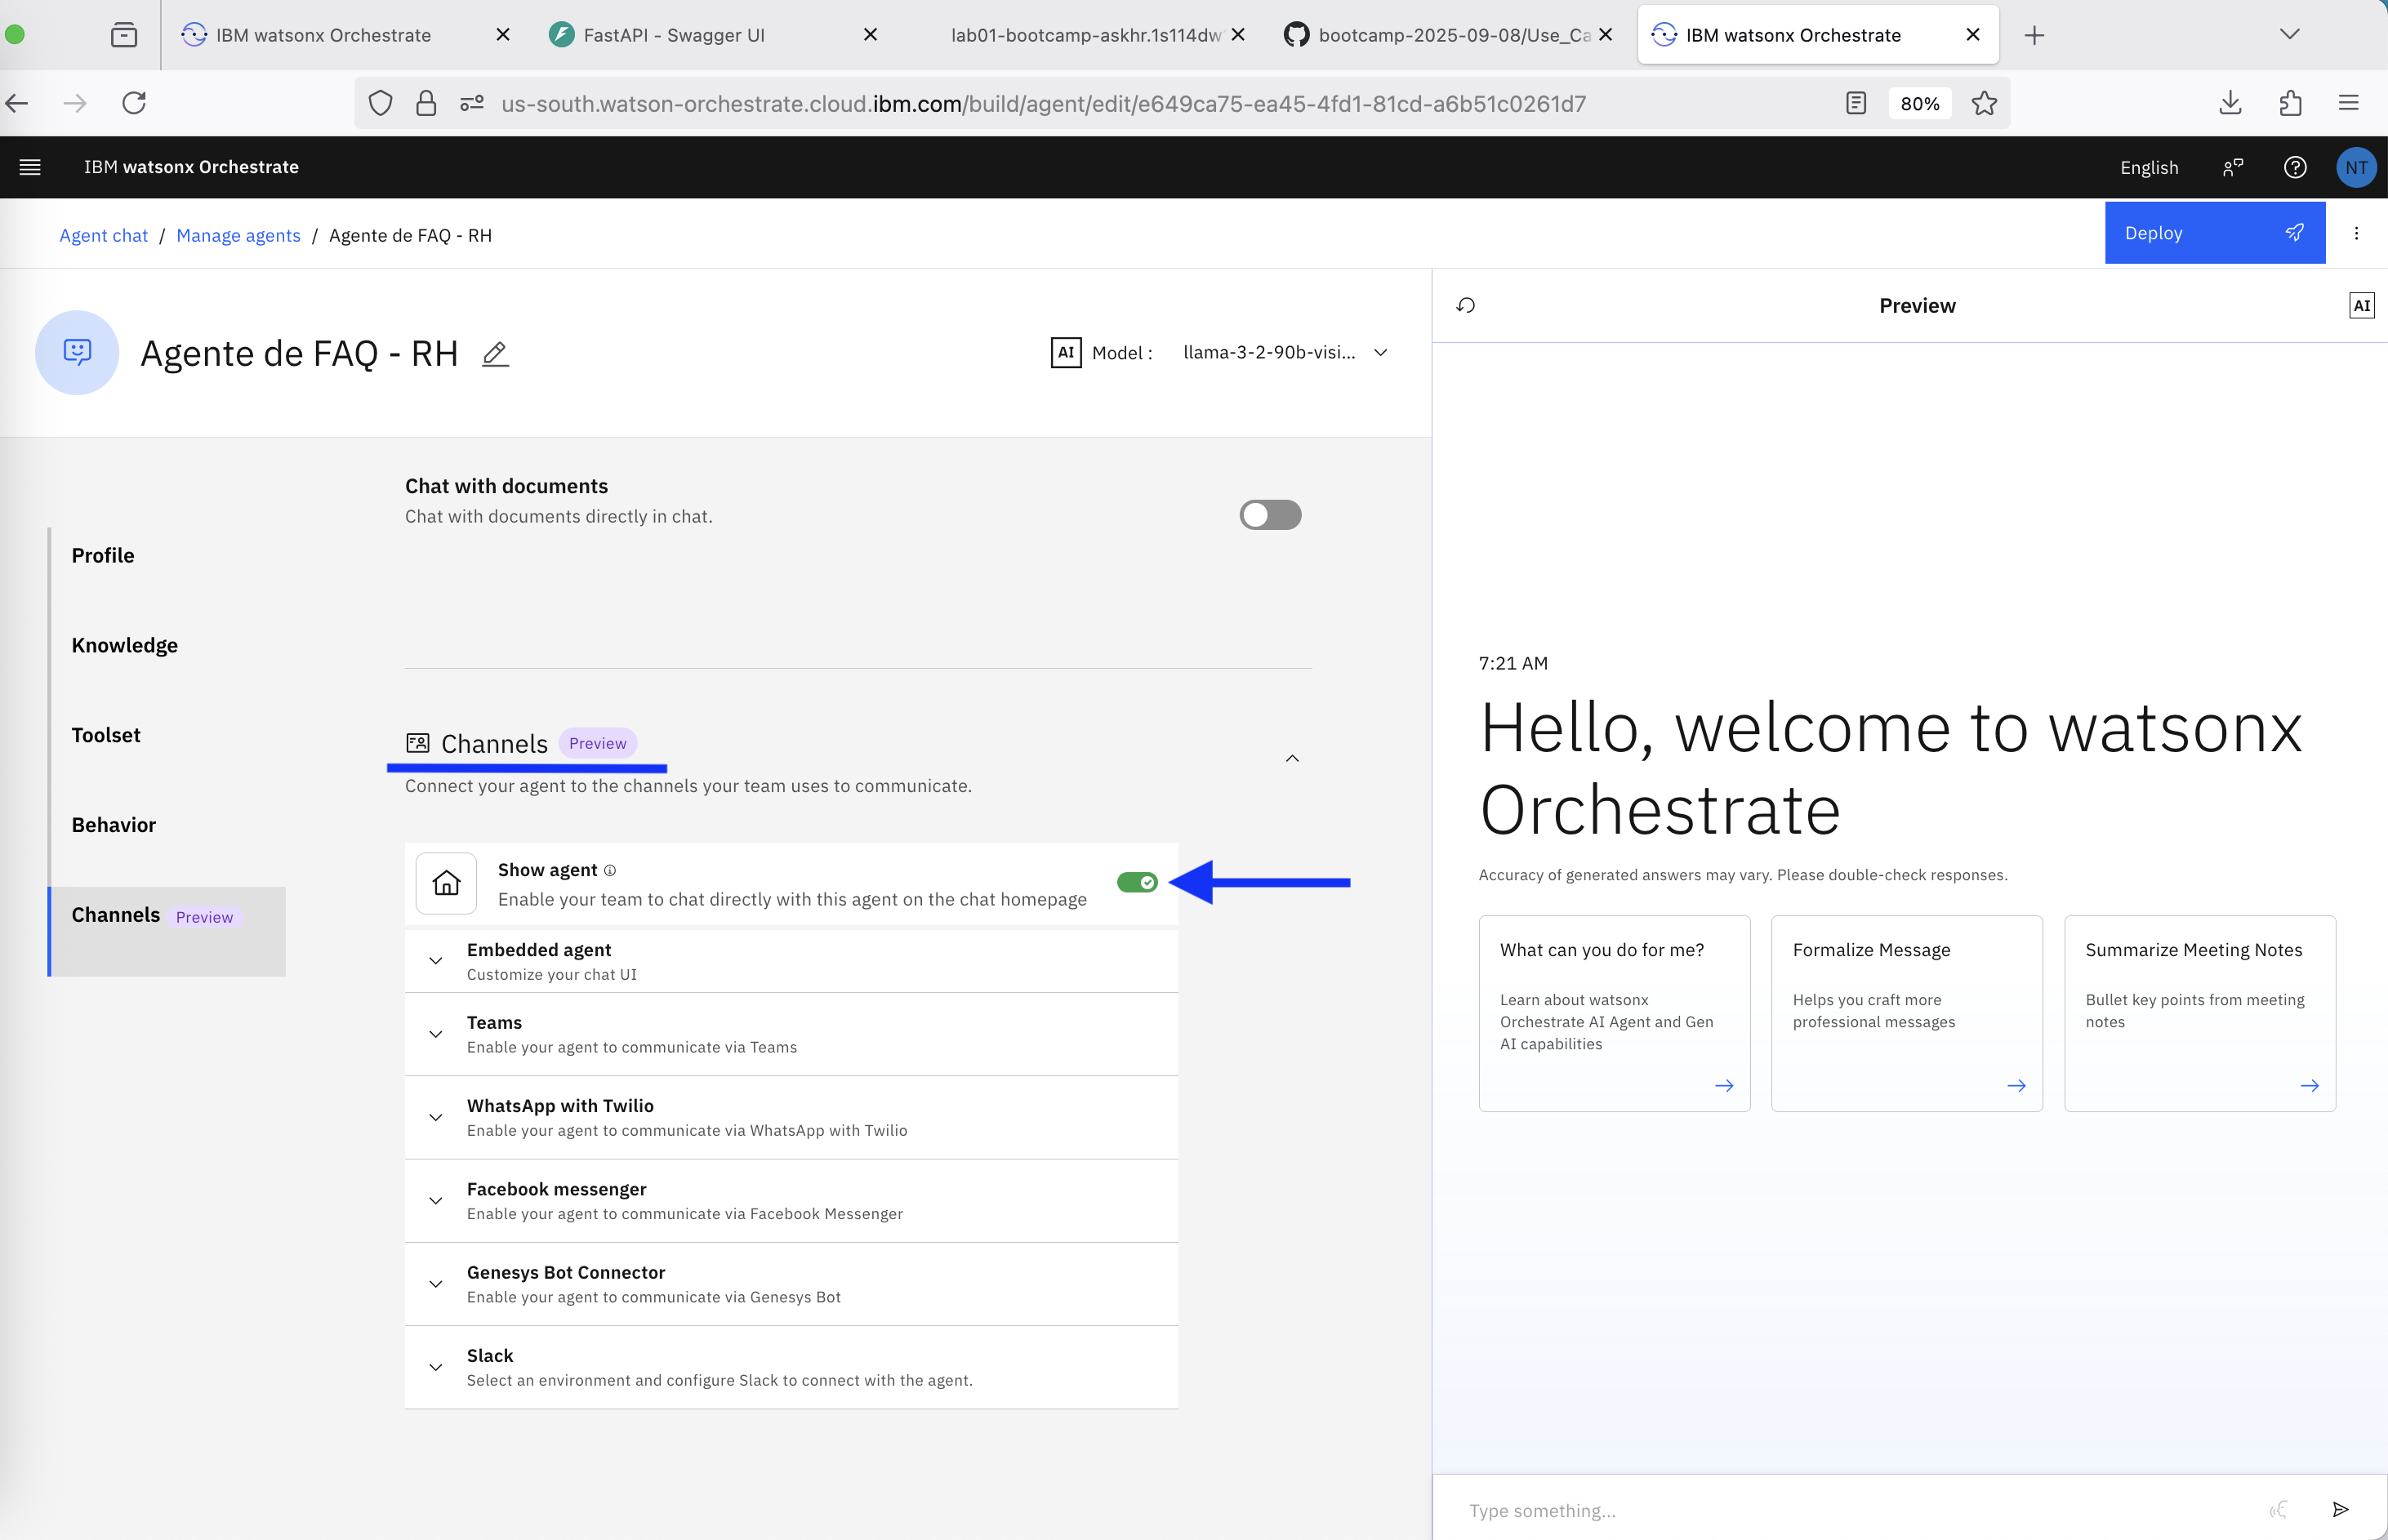 IBM watsonx Orchestrate
FastAPI - Swagger UI
lab01-bootcamp-askhr.1s114dw
bootcamp-2025-09-08/Use_Ca
IBM watsonx Orchestrate
us-south.watson-orchestrate.cloud.ibm.com/build/agent/edit/e649ca75-ea45-4fd1-81cd-a6b51c0261d7
80%
IBM watsonx Orchestrate
English
NT
Agent chat / Manage agents / Agente de FAQ - RH
Deploy
Agente de FAQ - RH
AI Model : llama-3-2-90b-visi...
Profile
Knowledge
Toolset
Behavior
Channels Preview
Chat with documents
Chat with documents directly in chat.
Channels Preview
Connect your agent to the channels your team uses to communicate.
Show agent
Enable your team to chat directly with this agent on the chat homepage
Embedded agent
Customize your chat UI
Teams
Enable your agent to communicate via Teams
WhatsApp with Twilio
Enable your agent to communicate via WhatsApp with Twilio
Facebook messenger
Enable your agent to communicate via Facebook Messenger
Genesys Bot Connector
Enable your agent to communicate via Genesys Bot
Slack
Select an environment and configure Slack to connect with the agent.
Preview
AI
7:21 AM
Hello, welcome to watsonx
Orchestrate
Accuracy of generated answers may vary. Please double-check responses.
What can you do for me?
Learn about watsonx
Orchestrate AI Agent and Gen
AI capabilities
Formalize Message
Helps you craft more
professional messages
Summarize Meeting Notes
Bullet key points from meeting
notes
Type something...